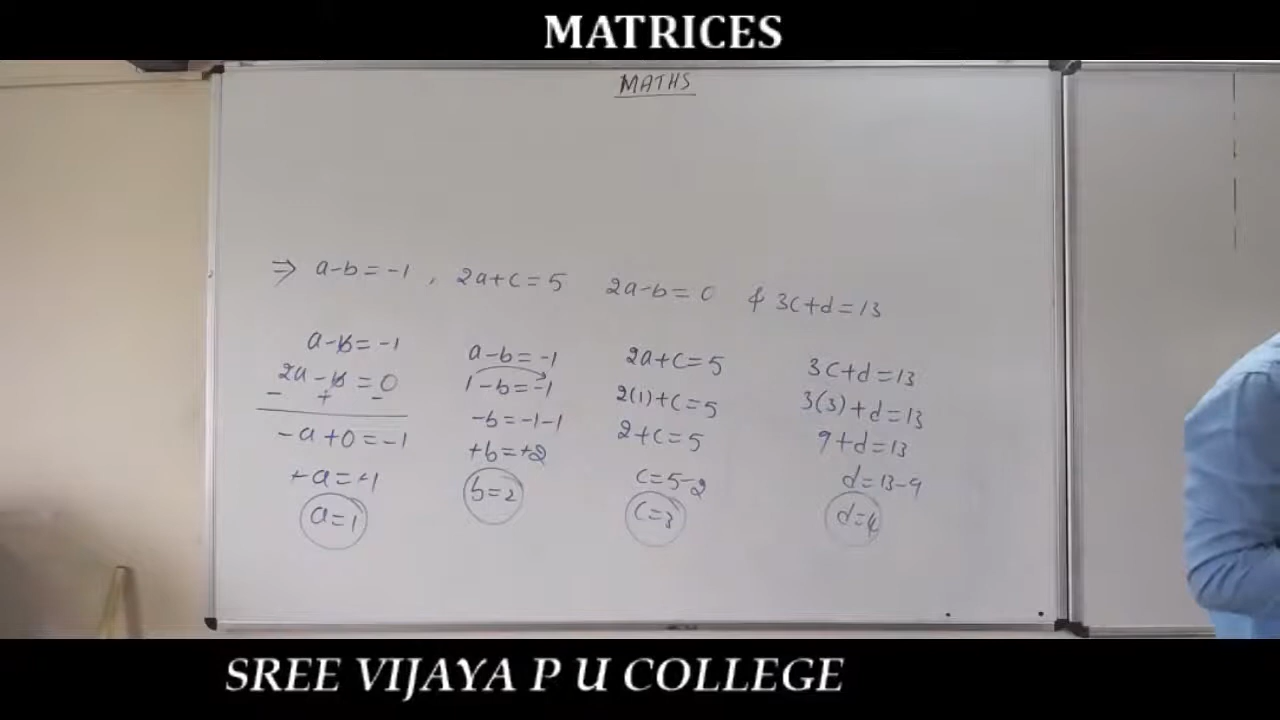 MATRICES
MATHS
⇒ a-b = -1 , 2a+c = 5 2a-b = 0 & 3c+d = 13
a-b = -1
2a -b = 0
- + -
-a +0 = -1
+a = +1
a=1
a-b = -1
1-b = -1
-b = -1-1
+b = +2
b=2
2a+c = 5
2(1)+c = 5
2+c = 5
c = 5-2
c=3
3c+d = 13
3(3)+d = 13
9+d = 13
d = 13-9
d=4
SREE VIJAYA P U COLLEGE